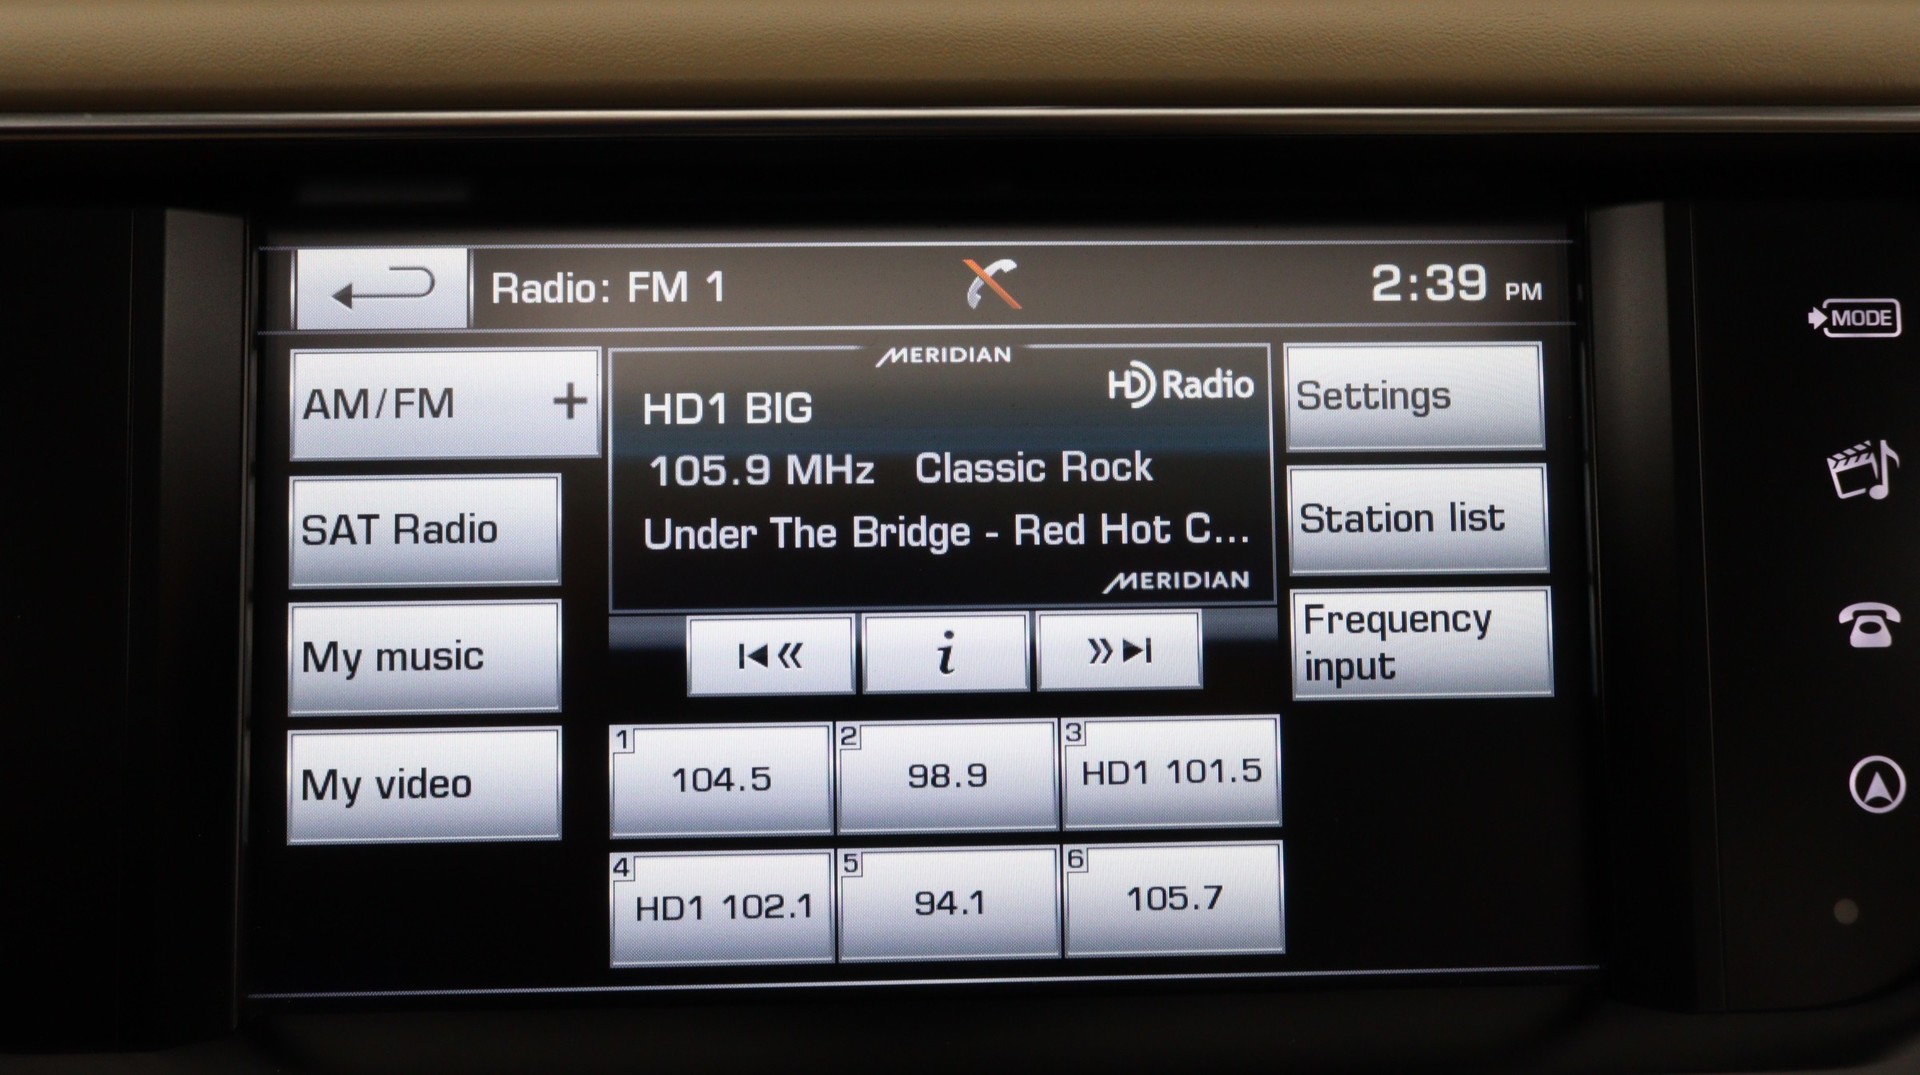 Radio: FM 1
2:39 PM
MODE
AM/FM +
SAT Radio
My music
My video
MERIDIAN
HD Radio
HD1 BIG
105.9 MHz Classic Rock
Under The Bridge - Red Hot C...
MERIDIAN
i
Settings
Station list
Frequency
input
1 104.5
2 98.9
3 HD1 101.5
4 HD1 102.1
5 94.1
6 105.7